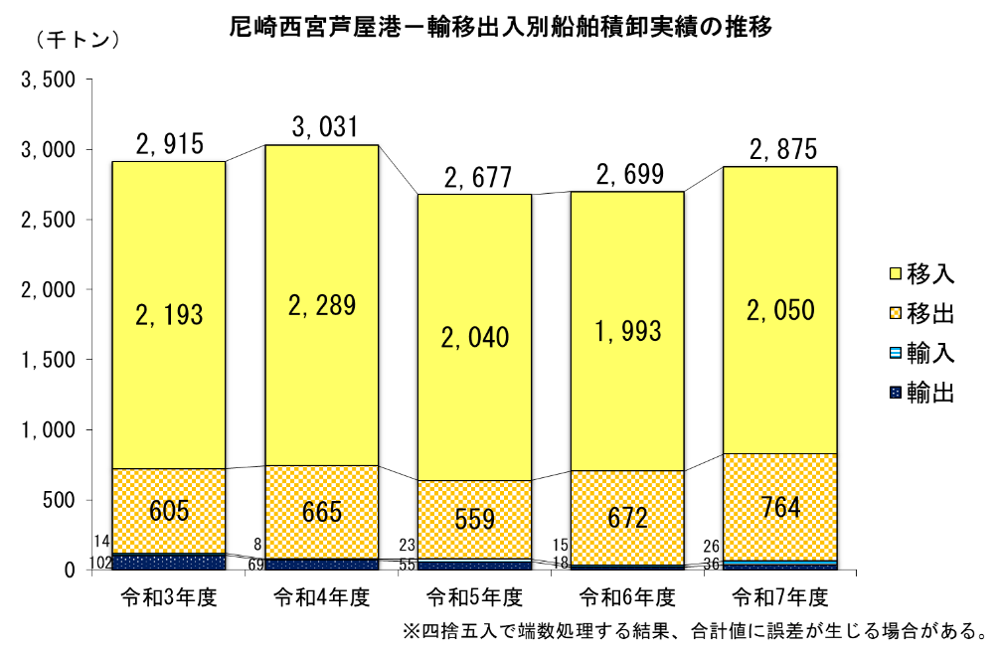 尼崎西宮芦屋港－輸移出入別船舶積卸実績の推移
（千トン）
3,500
3,000
2,500
2,000
1,500
1,000
500
0
2,915
3,031
2,677
2,699
2,875
2,193
2,289
2,040
1,993
2,050
605
665
559
672
764
14
8
23
15
26
102
69
55
18
36
令和3年度
令和4年度
令和5年度
令和6年度
令和7年度
移入
移出
輸入
輸出
※四捨五入で端数処理する結果、合計値に誤差が生じる場合がある。